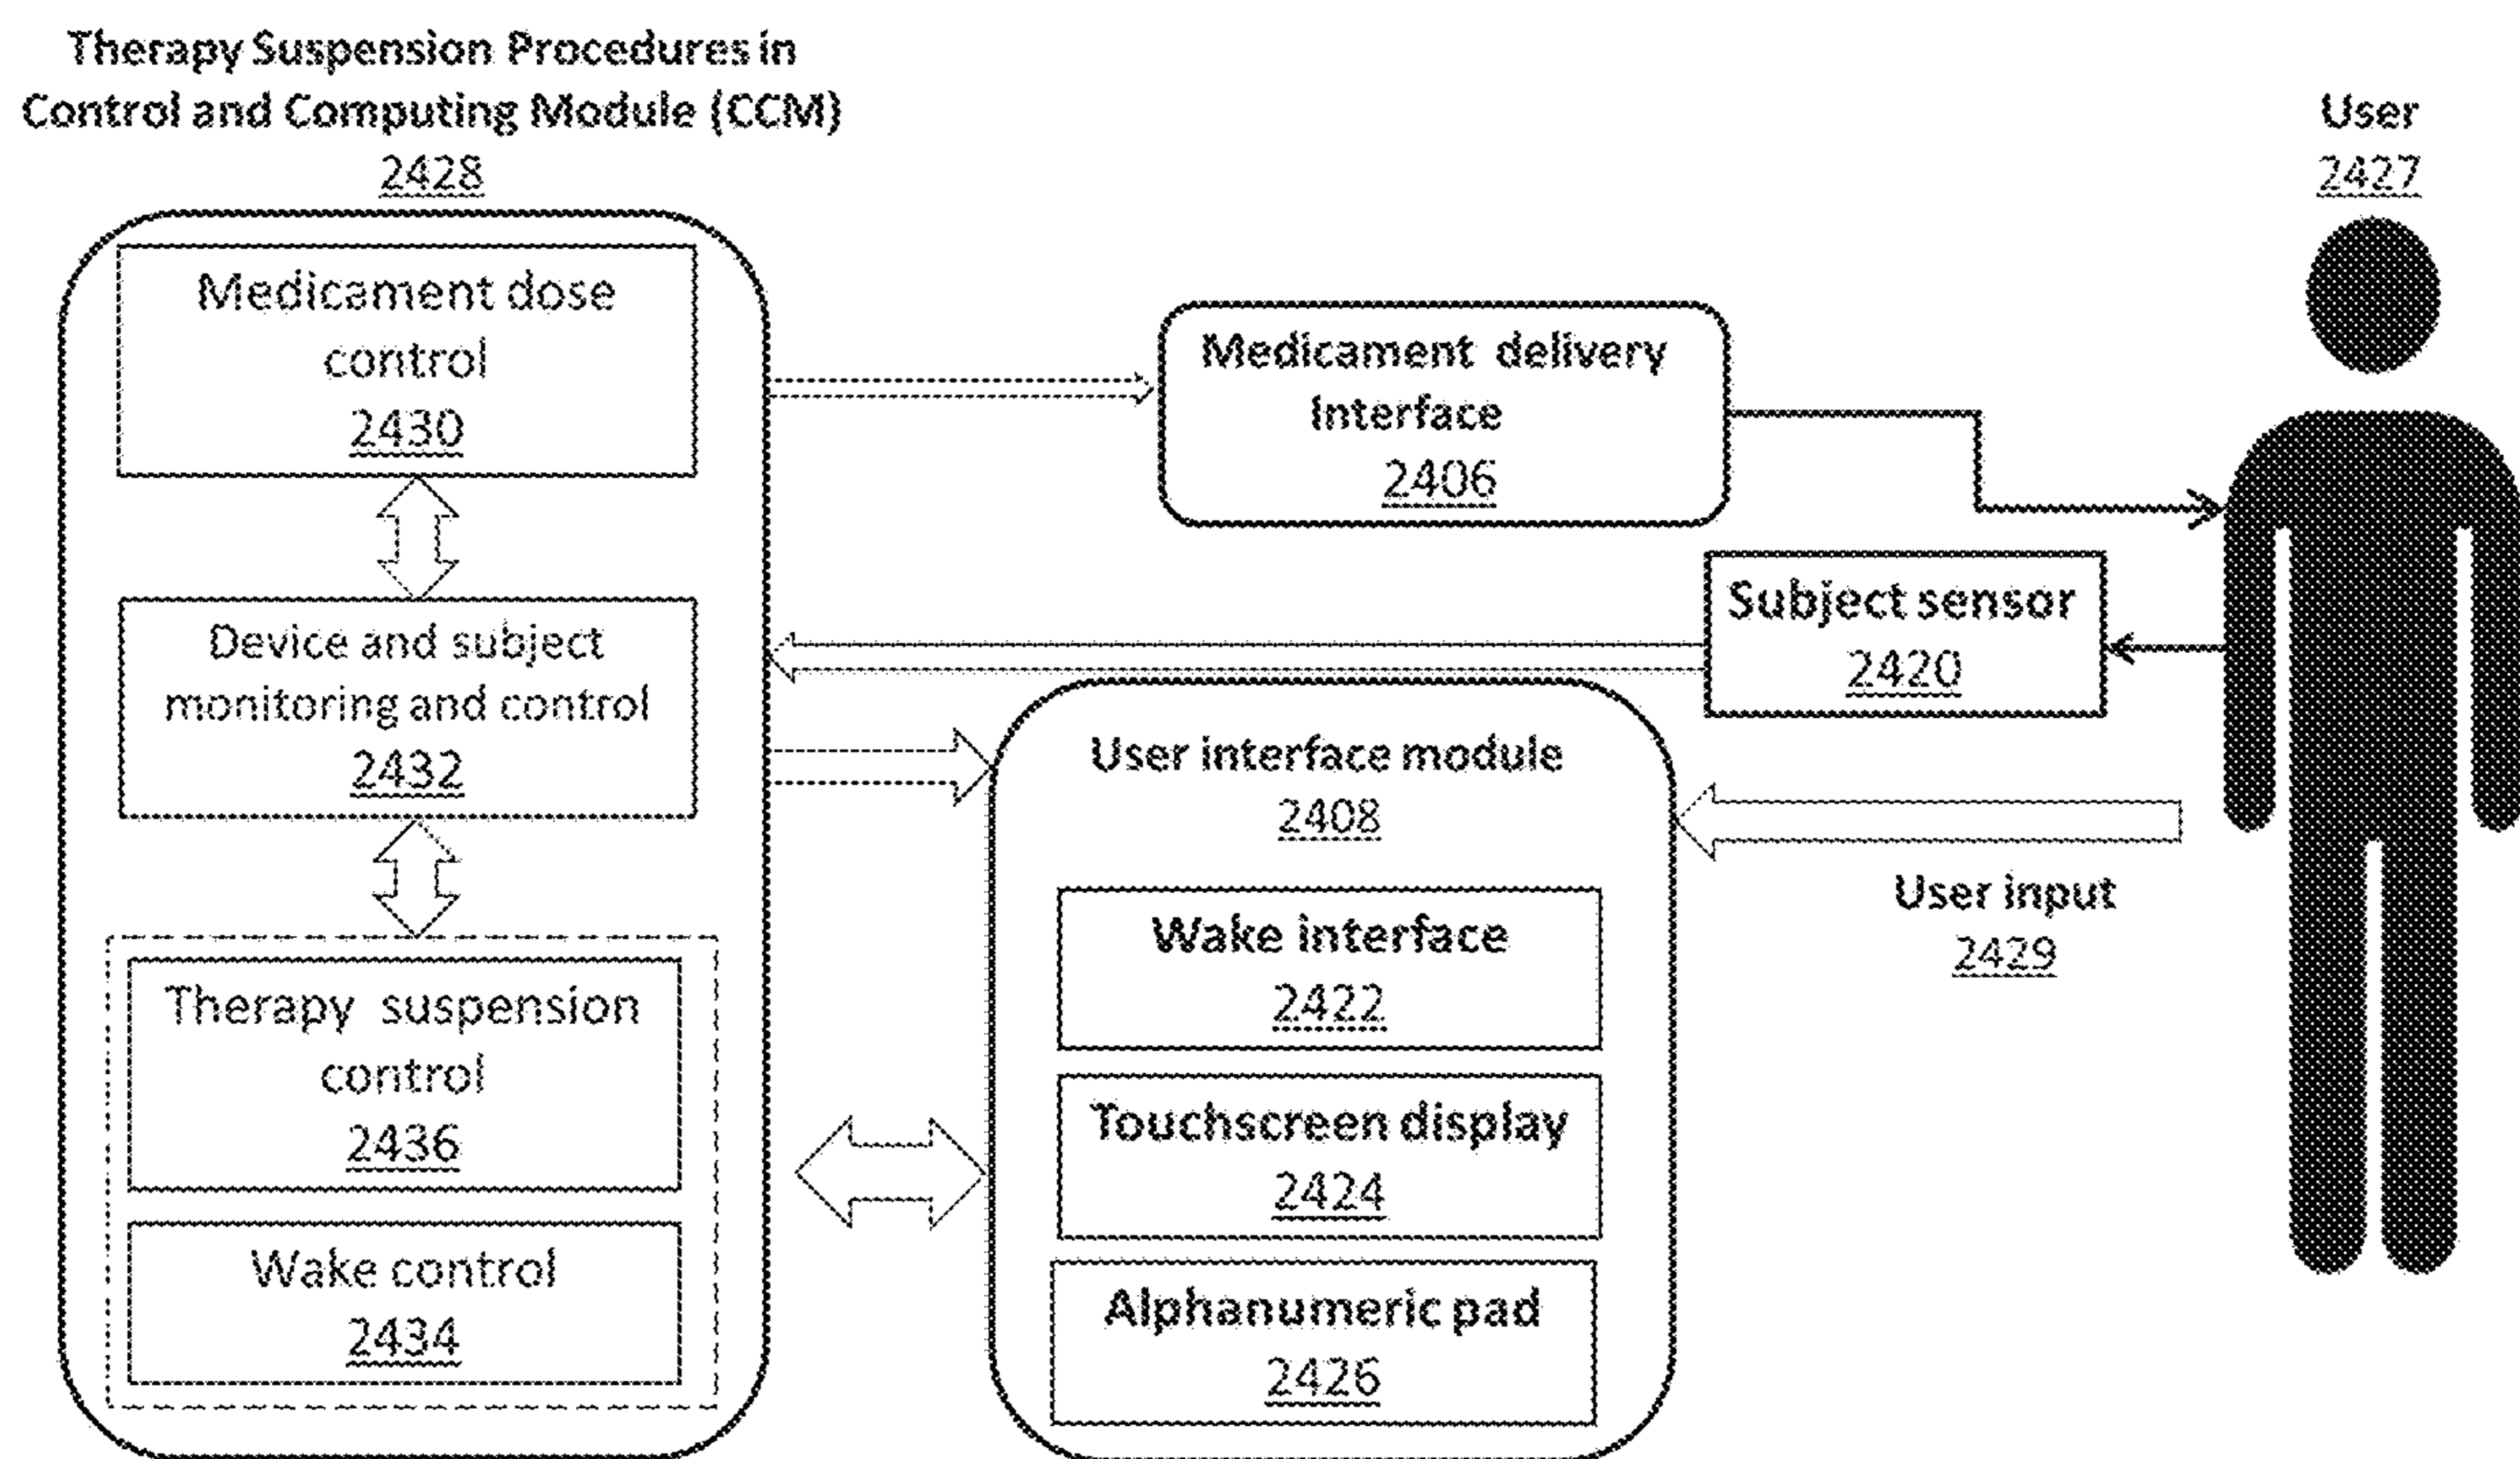 Therapy Suspension Procedures in
Control and Computing Module (CCM)
2428
Medicament dose
control
2430
Device and subject
monitoring and control
2432
Therapy suspension
control
2436
Wake control
2434
Medicament delivery
Interface
2406
Subject sensor
2420
User interface module
2408
Wake interface
2422
Touchscreen display
2424
Alphanumeric pad
2426
User
2427
User input
2429